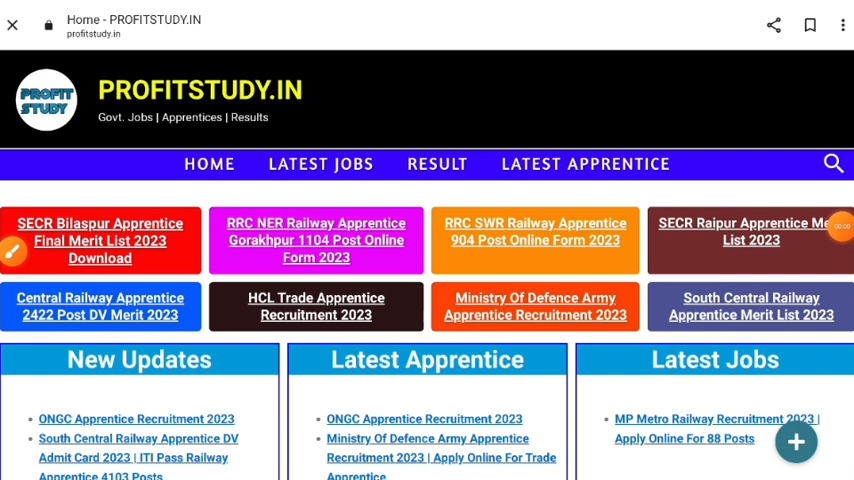 Home - PROFITSTUDY.IN
profitstudy.in
PROFIT
STUDY
PROFITSTUDY.IN
Govt. Jobs | Apprentices | Results
HOME LATEST JOBS RESULT LATEST APPRENTICE
SECR Bilaspur Apprentice
Final Merit List 2023
Download
RRC NER Railway Apprentice
Gorakhpur 1104 Post Online
Form 2023
RRC SWR Railway Apprentice
904 Post Online Form 2023
SECR Raipur Apprentice
List 2023
00:00
Central Railway Apprentice
2422 Post DV Merit 2023
HCL Trade Apprentice
Recruitment 2023
Ministry Of Defence Army
Apprentice Recruitment 2023
South Central Railway
Apprentice Merit List 2023
New Updates
ONGC Apprentice Recruitment 2023
South Central Railway Apprentice DV
Admit Card 2023 | ITI Pass Railway
Apprentice 4103 Posts
Latest Apprentice
ONGC Apprentice Recruitment 2023
Ministry Of Defence Army Apprentice
Recruitment 2023 | Apply Online For Trade
Apprentice
Latest Jobs
MP Metro Railway Recruitment 2023 |
Apply Online For 88 Posts